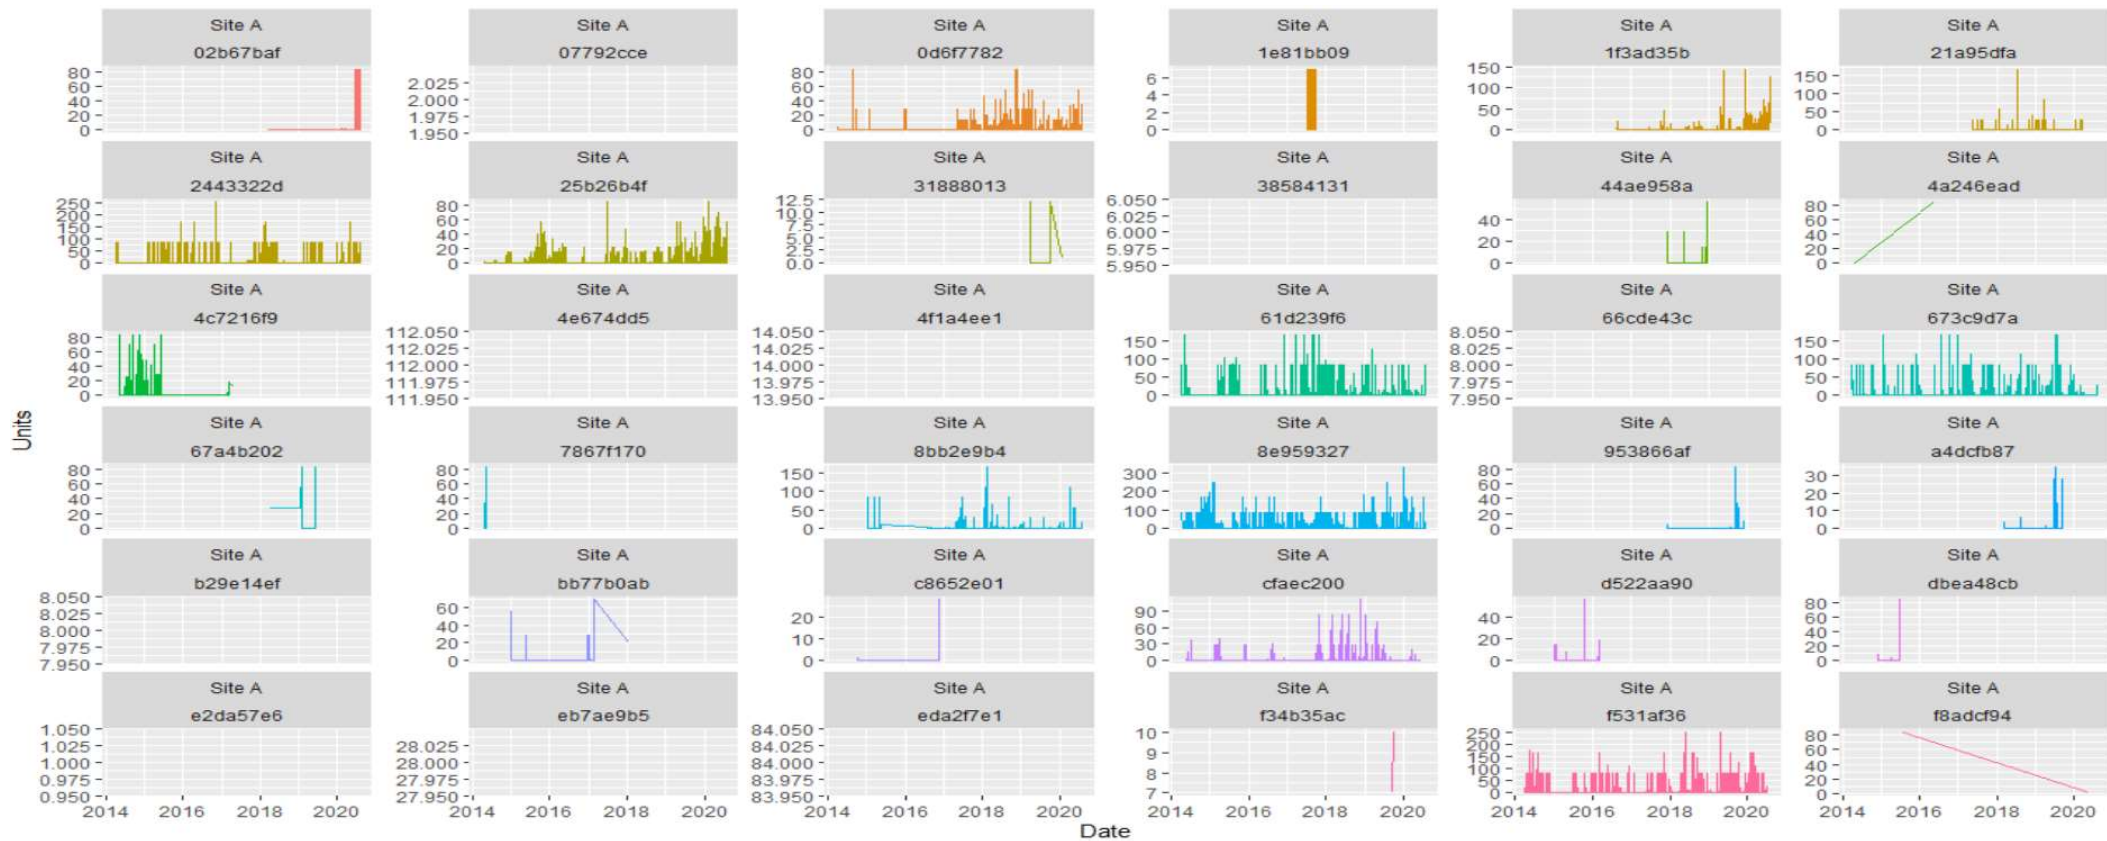 Site A Site A Site A Site A Site A Site A
02b67baf 07792cce 0d6f7782 1e81bb09 1f3ad35b 21a95dfa
80 60 40 20 0
2.025 2.000 1.975 1.950
80 60 40 20 0
6 4 2 0
150 100 50 0
150 100 50 0
Site A Site A Site A Site A Site A Site A
2443322d 25b26b4f 31888013 38584131 44ae958a 4a246ead
250 200 150 100 50 0
80 60 40 20 0
12.5 10.0 7.5 5.0 2.5 0.0
6.050 6.025 6.000 5.975 5.950
40 20 0
80 60 40 20 0
Site A Site A Site A Site A Site A Site A
4c7216f9 4e674dd5 4f1a4ee1 61d239f6 66cde43c 673c9d7a
80 60 40 20 0
112.050 112.025 112.000 111.975 111.950
14.050 14.025 14.000 13.975 13.950
150 100 50 0
8.050 8.025 8.000 7.975 7.950
150 100 50 0
Units
Site A Site A Site A Site A Site A Site A
67a4b202 7867f170 8bb2e9b4 8e959327 953866af a4dcfb87
80 60 40 20 0
80 60 40 20 0
150 100 50 0
300 200 100 0
80 60 40 20 0
30 20 10 0
Site A Site A Site A Site A Site A Site A
b29e14ef bb77b0ab c8652e01 cfaec200 d522aa90 dbea48cb
8.050 8.025 8.000 7.975 7.950
60 40 20 0
20 10 0
90 60 30 0
40 20 0
80 60 40 20 0
Site A Site A Site A Site A Site A Site A
e2da57e6 eb7ae9b5 eda2f7e1 f34b35ac f531af36 f8adcf94
1.050 1.025 1.000 0.975 0.950
28.025 28.000 27.975 27.950
84.050 84.025 84.000 83.975 83.950
10 9 8 7
250 200 150 100 50 0
80 60 40 20 0
2014 2016 2018 2020 2014 2016 2018 2020 2014 2016 2018 2020 2014 2016 2018 2020 2014 2016 2018 2020 2014 2016 2018 2020
Date